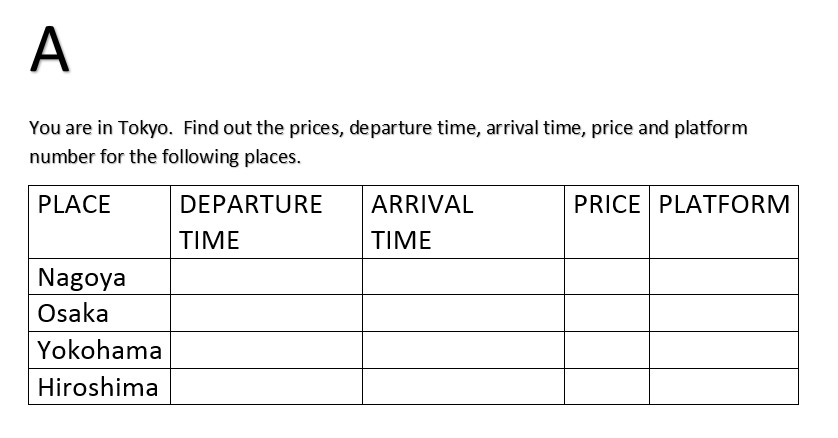 A
You are in Tokyo.  Find out the prices, departure time, arrival time, price and platform
number for the following places.
PLACE DEPARTURE TIME ARRIVAL TIME PRICE PLATFORM
Nagoya
Osaka
Yokohama
Hiroshima